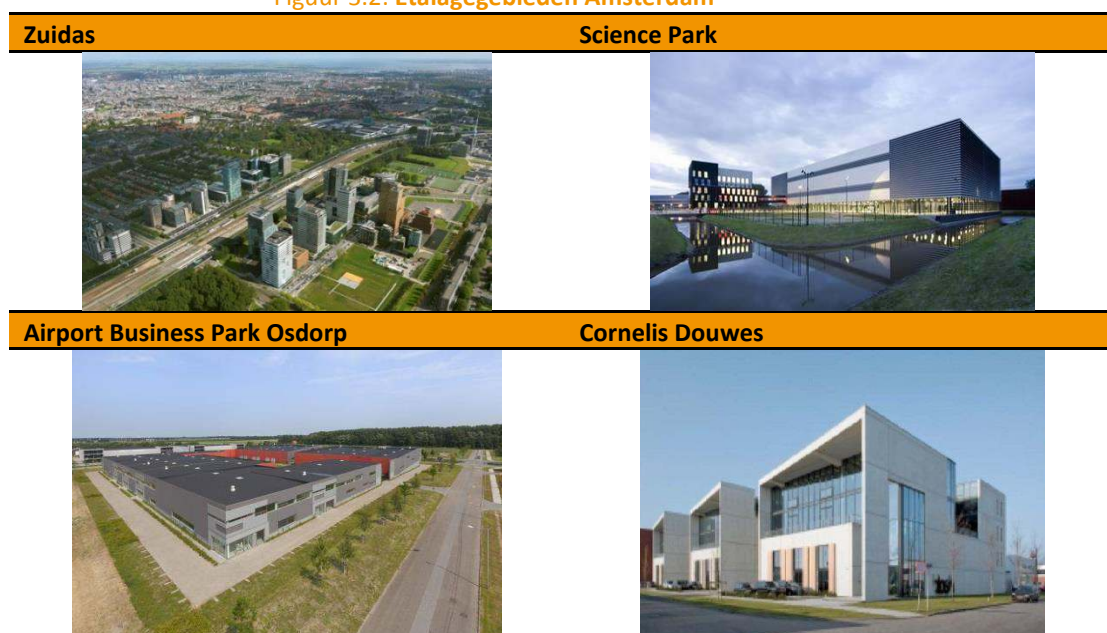 Figuur 3.2. Etalagegebieden Amsterdam
Zuidas
Science Park
Airport Business Park Osdorp
Cornelis Douwes